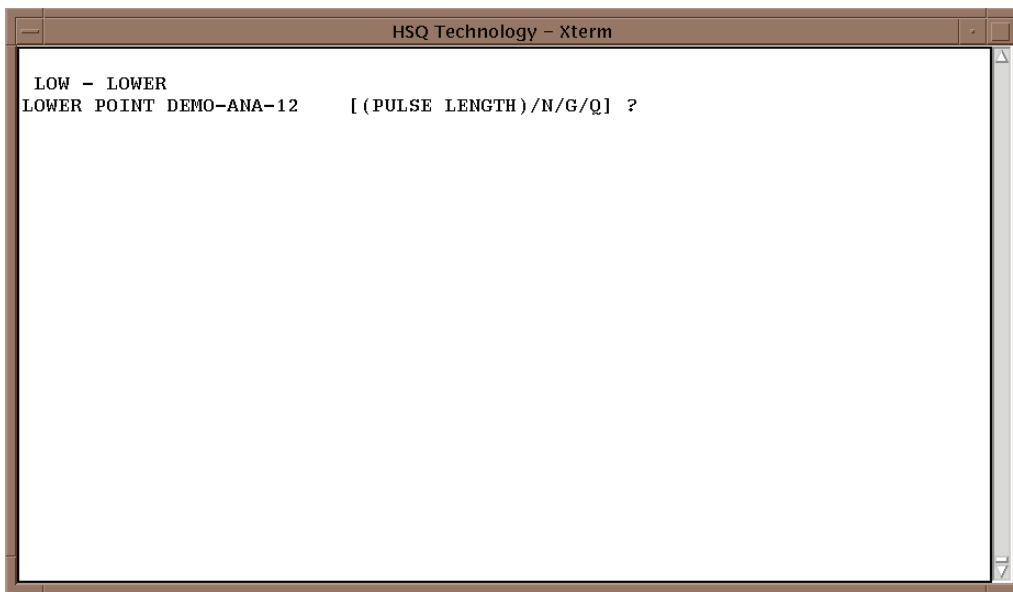 HSQ Technology – Xterm
LOW – LOWER
LOWER POINT DEMO–ANA–12 [(PULSE LENGTH)/N/G/Q] ?